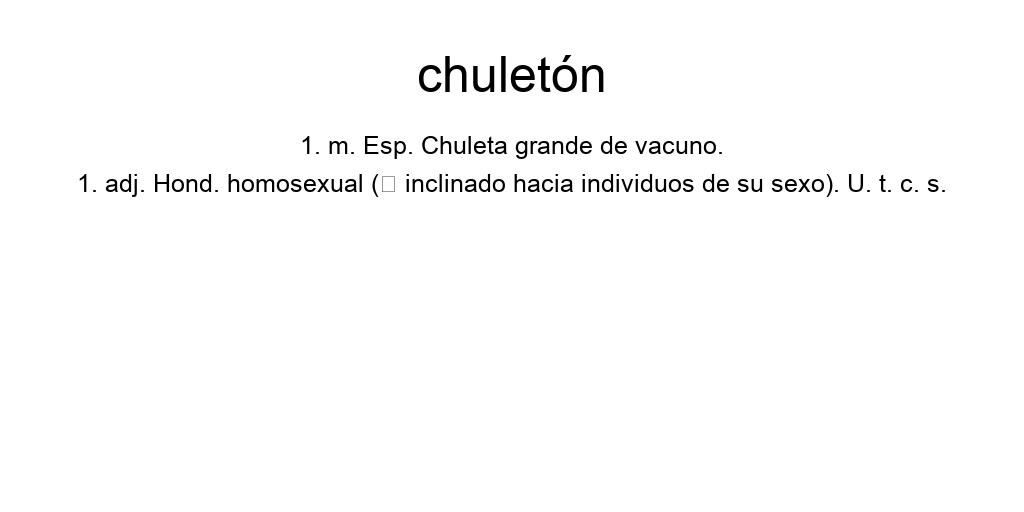 chuletón
1. m. Esp. Chuleta grande de vacuno.
1. adj. Hond. homosexual (□ inclinado hacia individuos de su sexo). U. t. c. s.